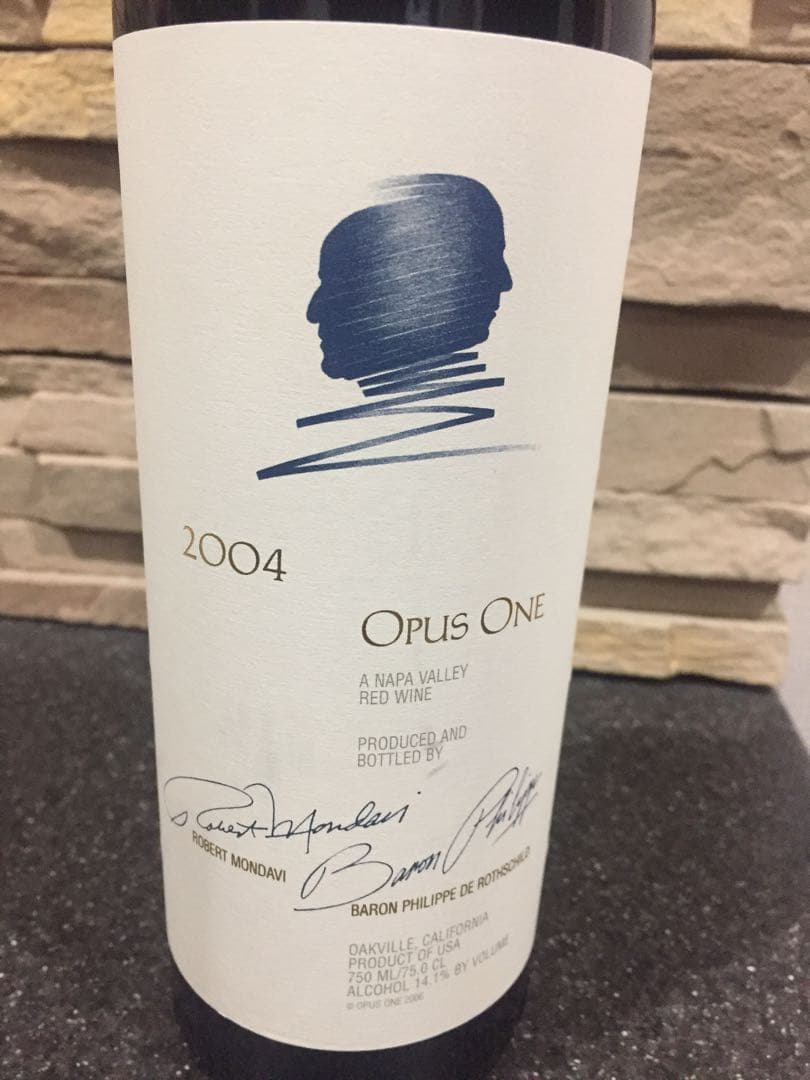 2004
OPUS ONE
A NAPA VALLEY
RED WINE
PRODUCED AND
BOTTLED BY
Robert Mondavi
ROBERT MONDAVI
Baron Philippe
BARON PHILIPPE DE ROTHSCHILD
OAKVILLE, CALIFORNIA
PRODUCT OF USA
750 ML/75.0 CL
ALCOHOL 14.1% BY VOLUME
© OPUS ONE 2006